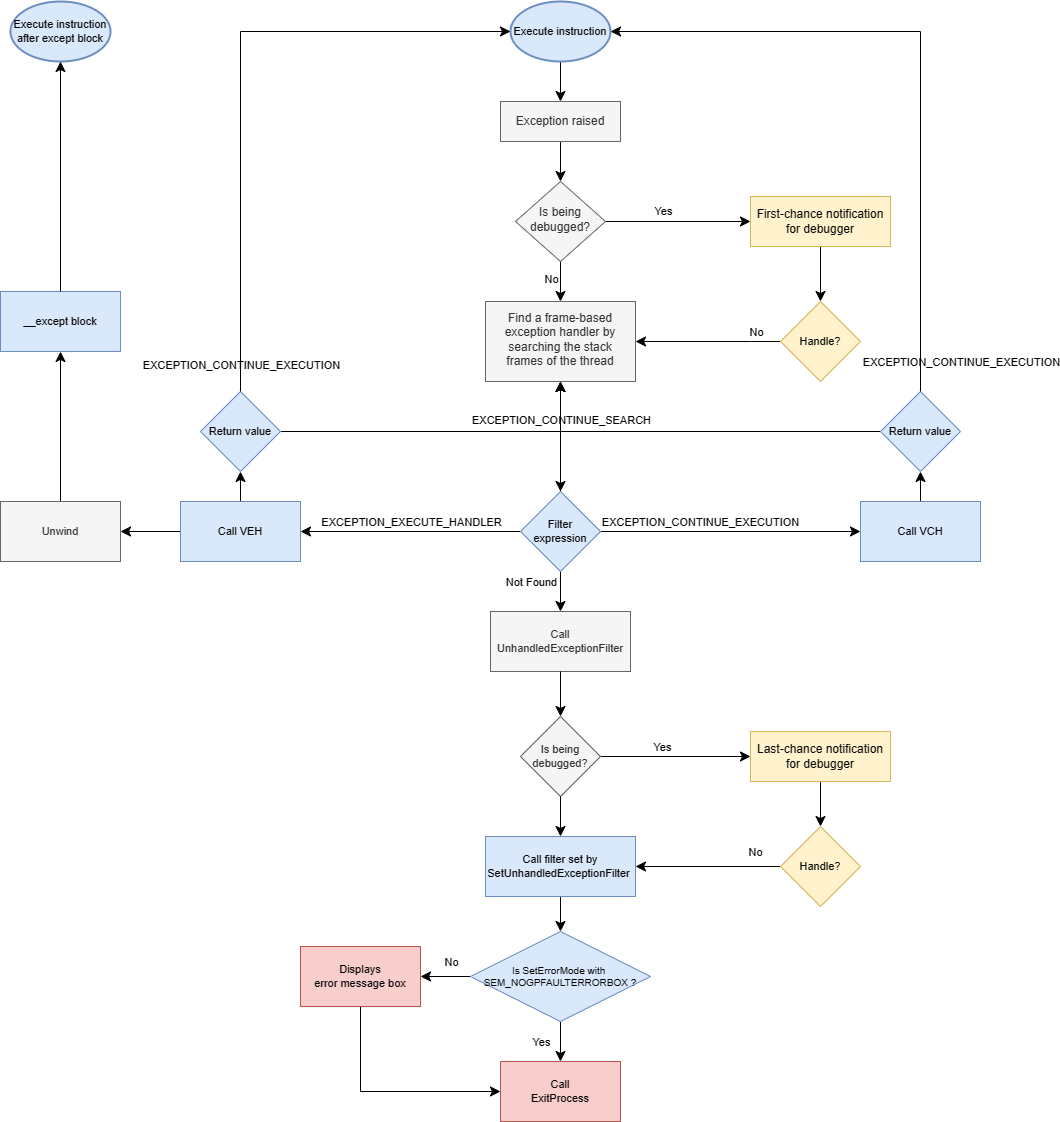 Execute instruction
after except block
Execute instruction
Exception raised
Is being
debugged?
Yes
First-chance notification
for debugger
No
Find a frame-based
exception handler by
searching the stack
frames of the thread
No
Handle?
__except block
EXCEPTION_CONTINUE_EXECUTION
EXCEPTION_CONTINUE_EXECUTION
Return value
EXCEPTION_CONTINUE_SEARCH
Return value
Unwind
Call VEH
EXCEPTION_EXECUTE_HANDLER
Filter
expression
EXCEPTION_CONTINUE_EXECUTION
Call VCH
Not Found
Call
UnhandledExceptionFilter
Is being
debugged?
Yes
Last-chance notification
for debugger
Call filter set by
SetUnhandledExceptionFilter
No
Handle?
Displays
error message box
No
Is SetErrorMode with
SEM_NOGPFAULTERRORBOX ?
Yes
Call
ExitProcess